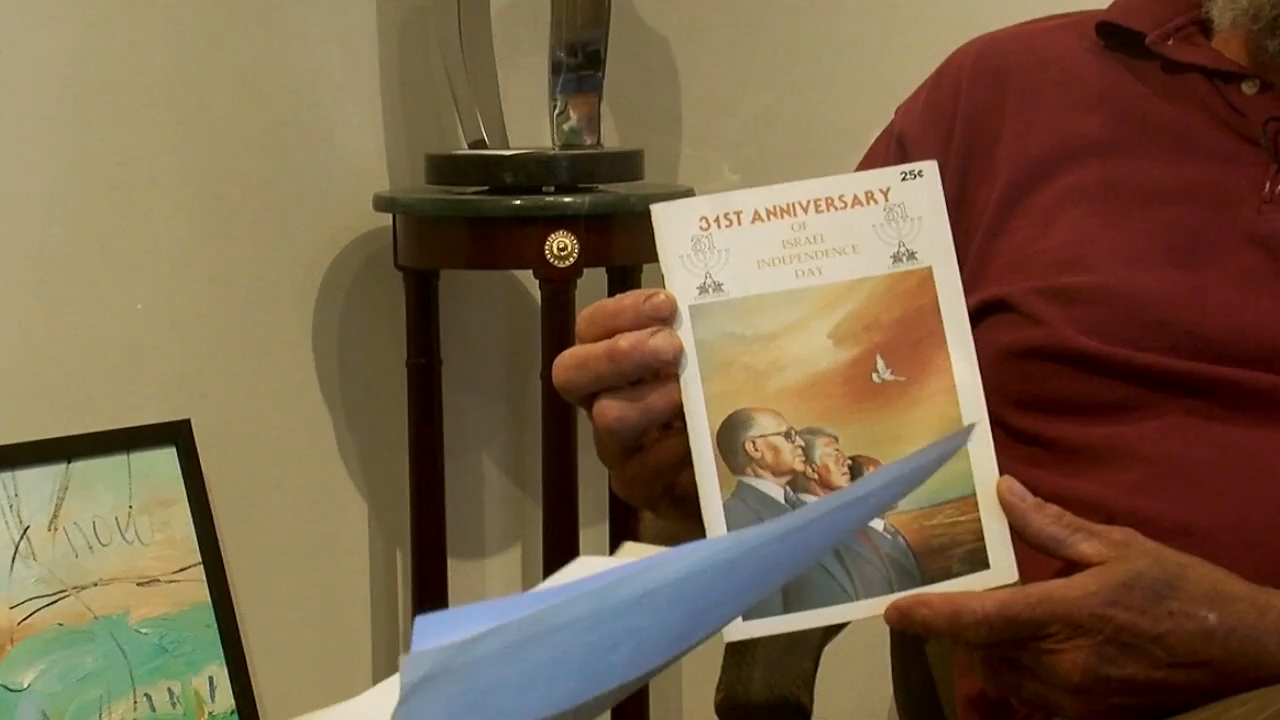 25¢
31ST ANNIVERSARY
OF
ISRAEL
INDEPENDENCE
DAY
31
31